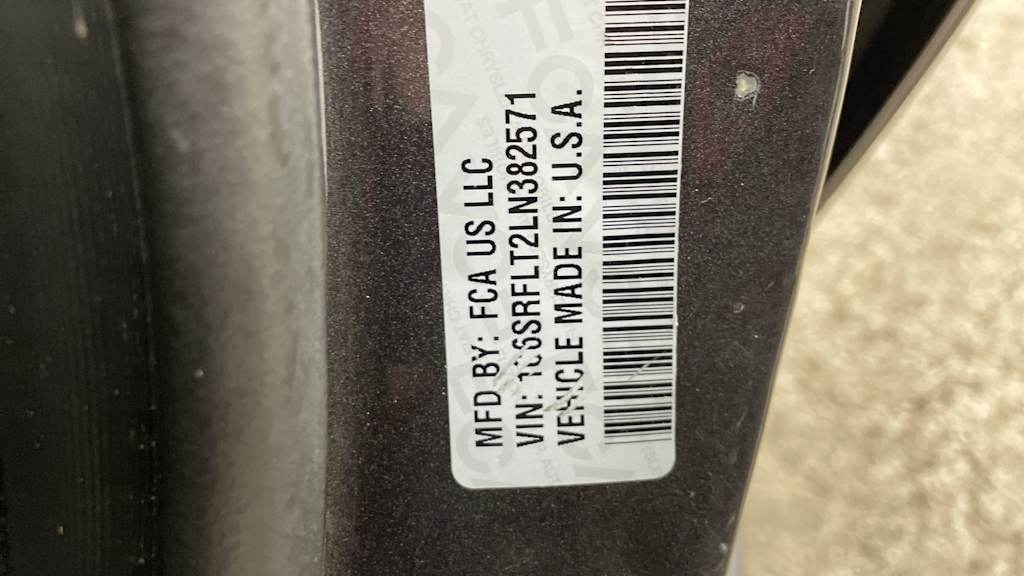 MFD BY: FCA US LLC
VIN: 1C6SRFLT2LN382571
VEHICLE MADE IN: U.S.A.